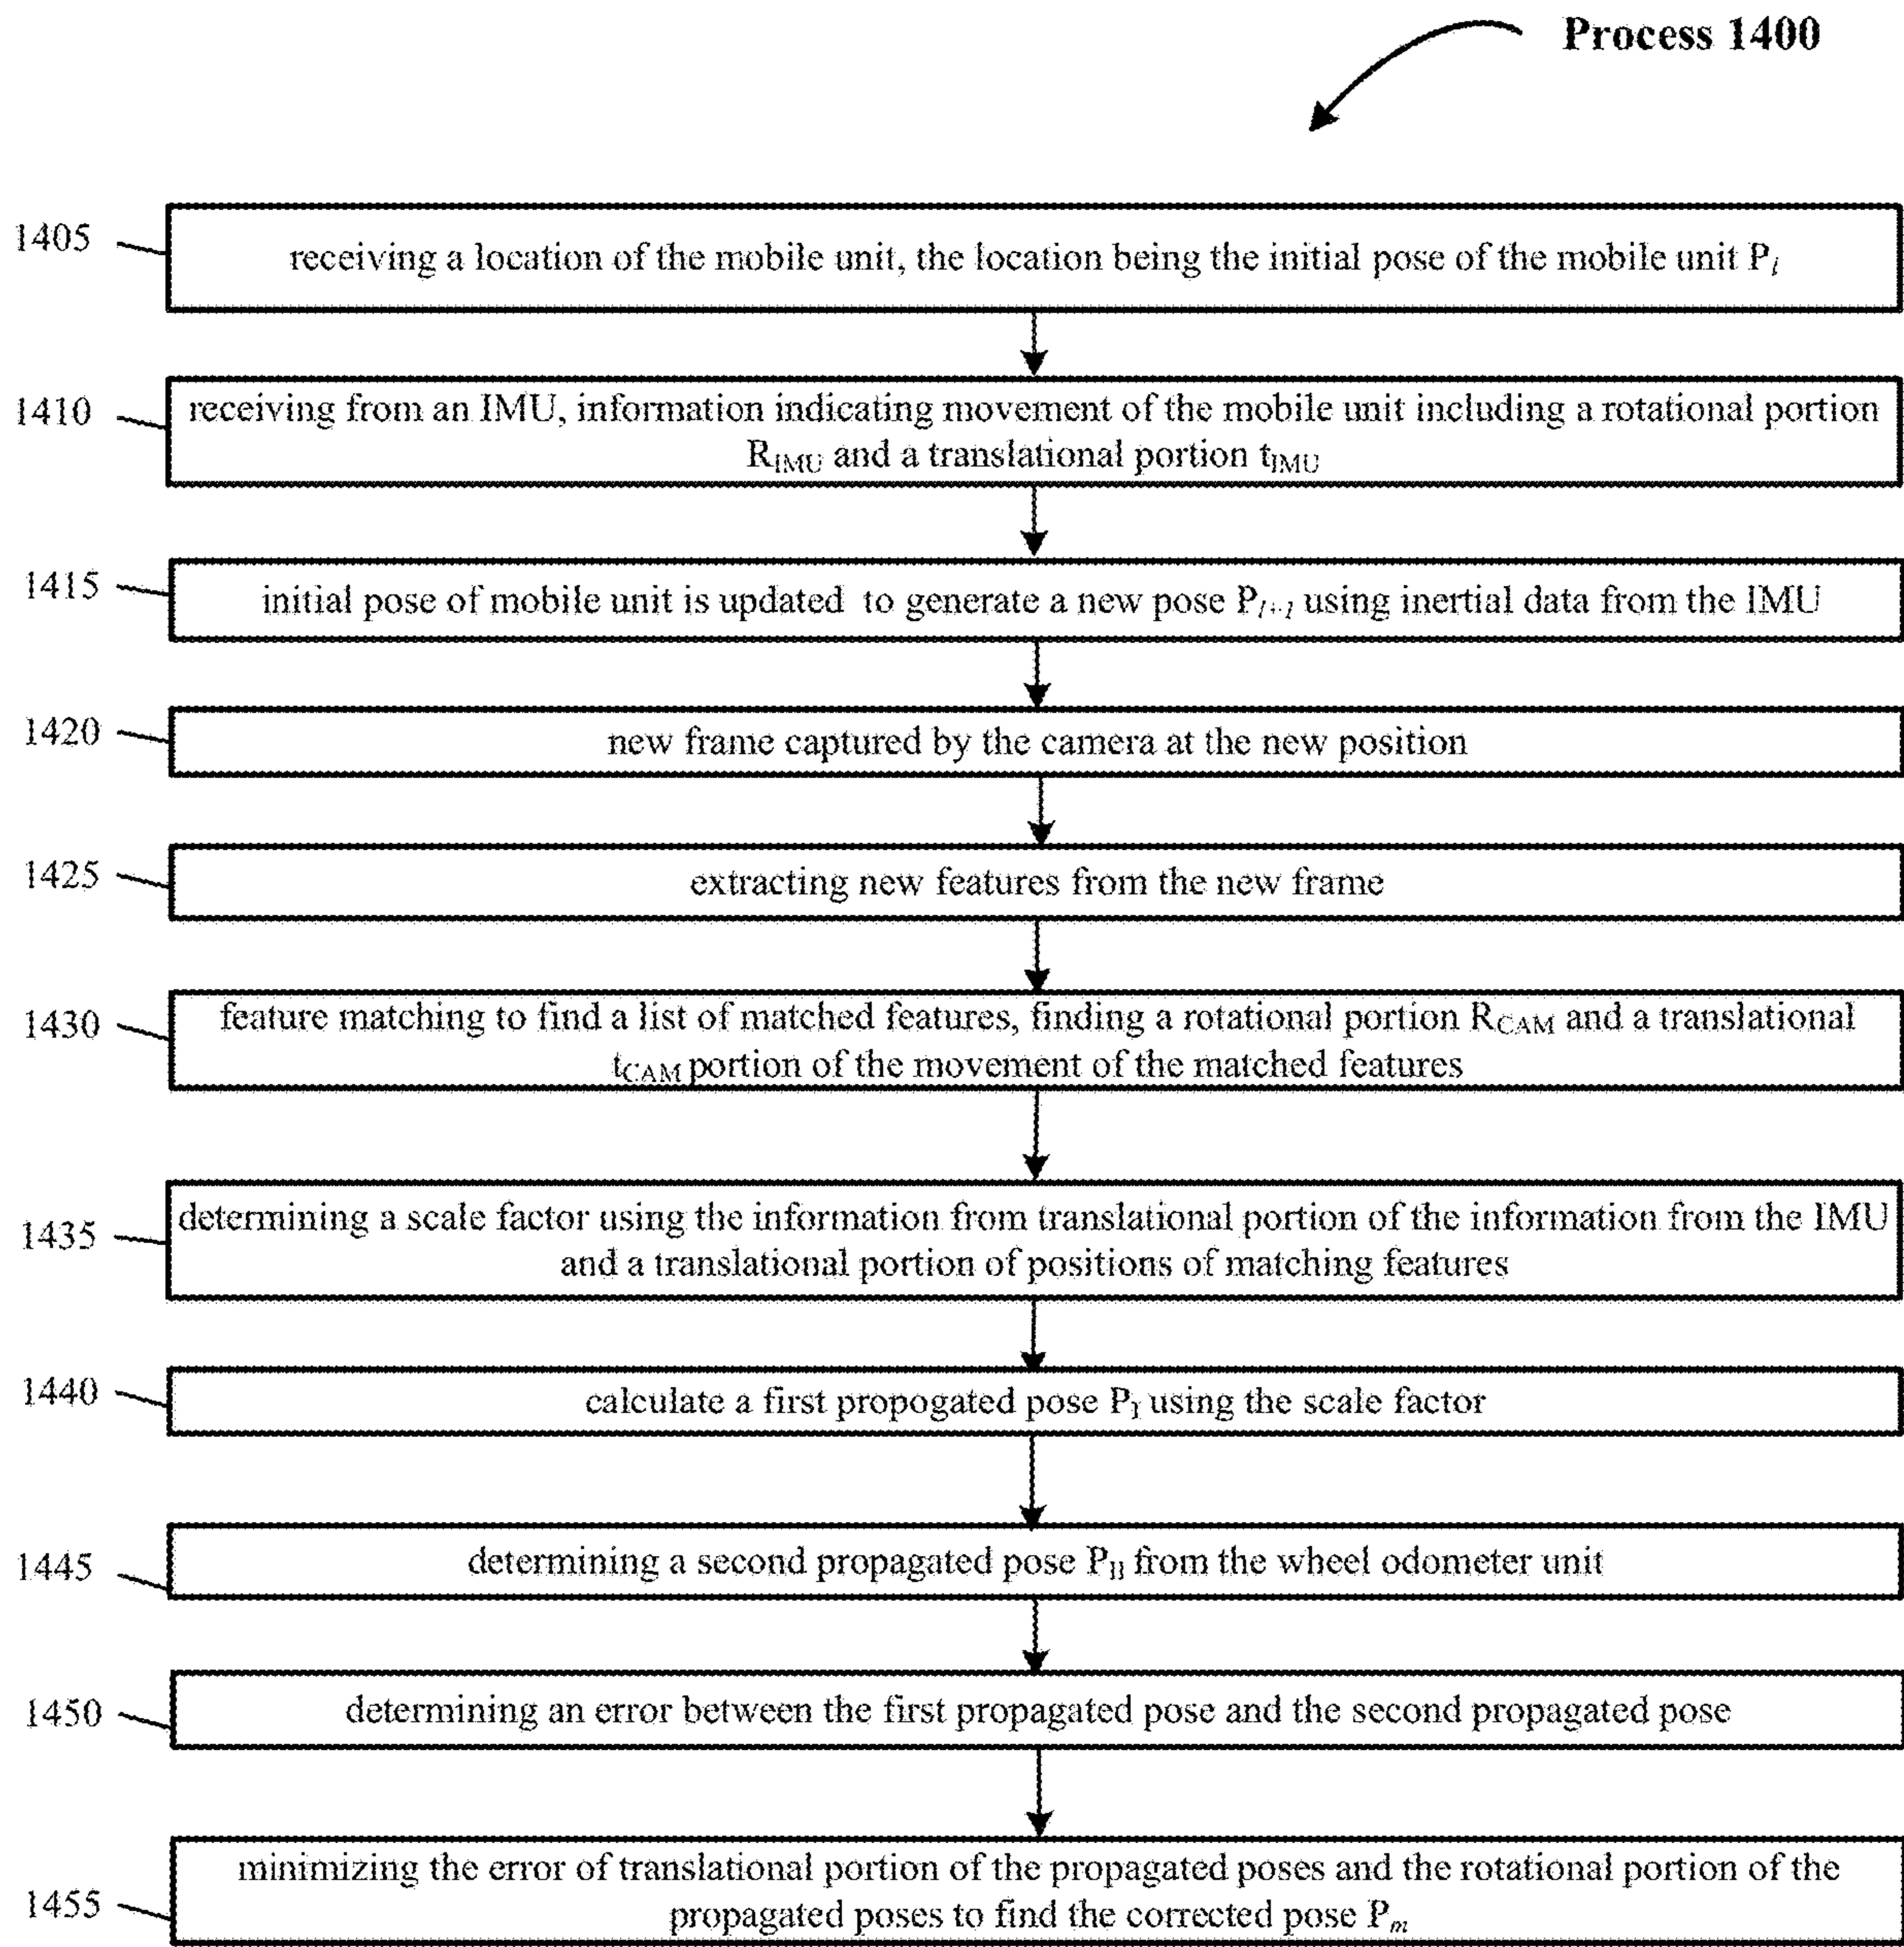 Process 1400
1405
receiving a location of the mobile unit, the location being the initial pose of the mobile unit Pₗ
1410
receiving from an IMU, information indicating movement of the mobile unit including a rotational portion
R_IMU and a translational portion t_IMU
1415
initial pose of mobile unit is updated to generate a new pose Pₗ₊ₗ using inertial data from the IMU
1420
new frame captured by the camera at the new position
1425
extracting new features from the new frame
1430
feature matching to find a list of matched features, finding a rotational portion R_CAM and a translational
t_CAM portion of the movement of the matched features
1435
determining a scale factor using the information from translational portion of the information from the IMU
and a translational portion of positions of matching features
1440
calculate a first propogated pose P_I using the scale factor
1445
determining a second propagated pose P_II from the wheel odometer unit
1450
determining an error between the first propagated pose and the second propagated pose
1455
minimizing the error of translational portion of the propagated poses and the rotational portion of the
propagated poses to find the corrected pose Pₘ